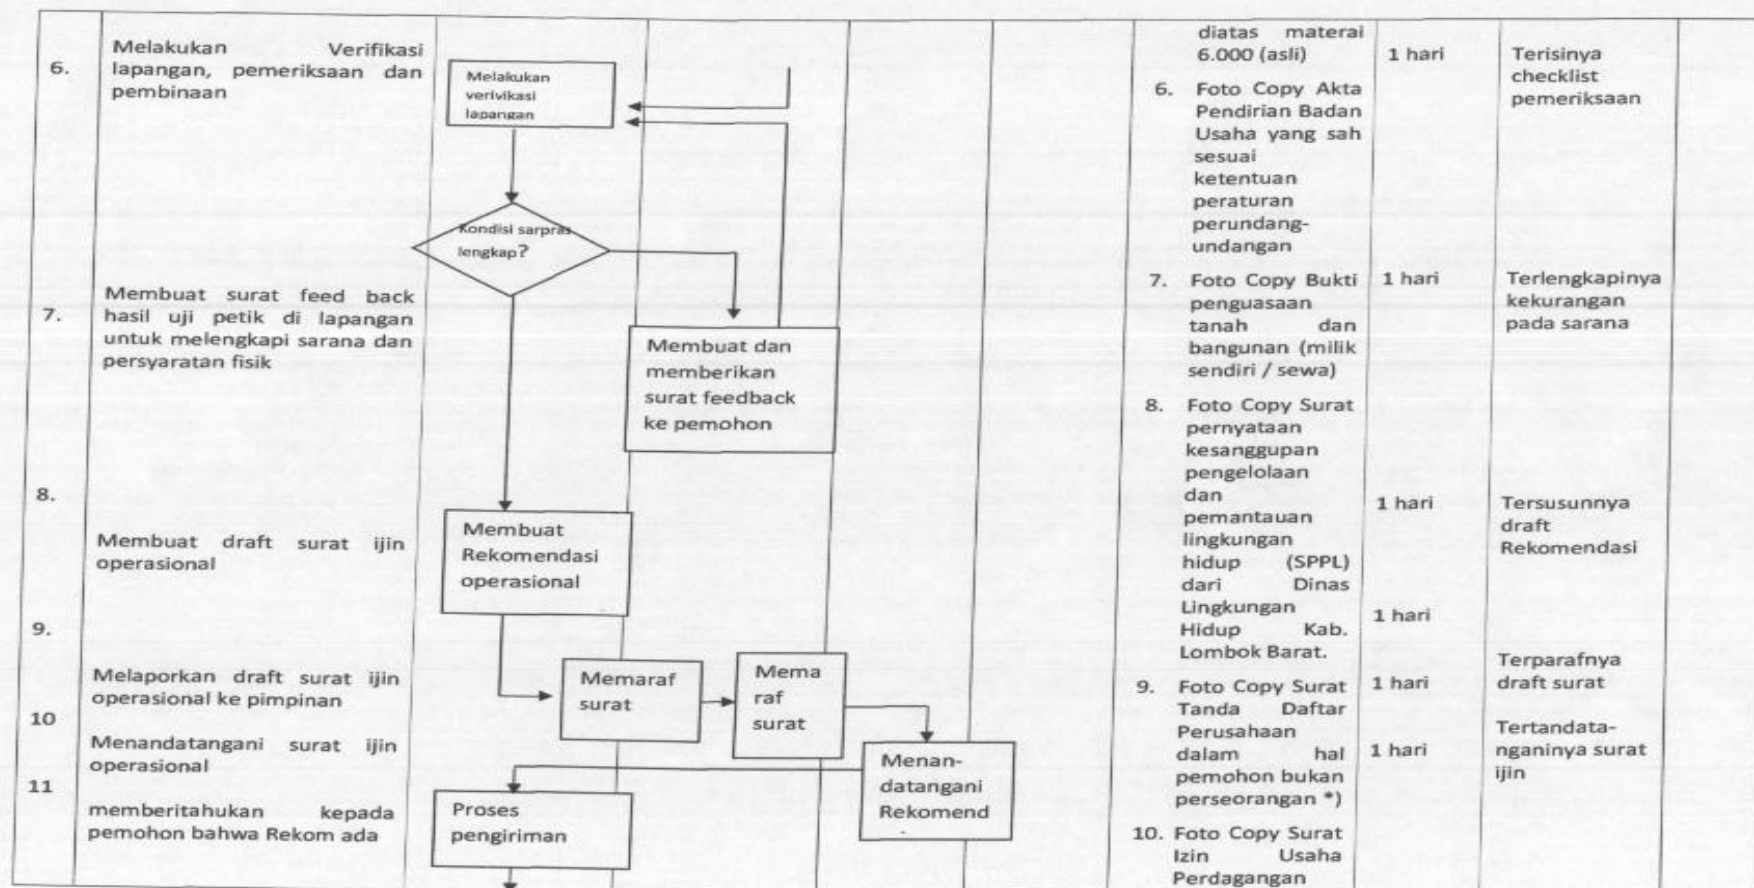 6.
Melakukan Verifikasi
lapangan, pemeriksaan dan
pembinaan
Melakukan
verivikasi
lapangan
Kondisi sarpras
lengkap?
7.
Membuat surat feed back
hasil uji petik di lapangan
untuk melengkapi sarana dan
persyaratan fisik
Membuat dan
memberikan
surat feedback
ke pemohon
8.
Membuat draft surat ijin
operasional
Membuat
Rekomendasi
operasional
9.
Melaporkan draft surat ijin
operasional ke pimpinan
Memaraf
surat
Mema
raf
surat
10
Menandatangani surat ijin
operasional
Menan-
datangani
Rekomend
11
memberitahukan kepada
pemohon bahwa Rekom ada
Proses
pengiriman
diatas materai
6.000 (asli)
6. Foto Copy Akta
Pendirian Badan
Usaha yang sah
sesuai
ketentuan
peraturan
perundang-
undangan
7. Foto Copy Bukti
penguasaan
tanah dan
bangunan (milik
sendiri / sewa)
8. Foto Copy Surat
pernyataan
kesanggupan
pengelolaan
dan
pemantauan
lingkungan
hidup (SPPL)
dari Dinas
Lingkungan
Hidup Kab.
Lombok Barat.
9. Foto Copy Surat
Tanda Daftar
Perusahaan
dalam hal
pemohon bukan
perseorangan *)
10. Foto Copy Surat
Izin Usaha
Perdagangan
1 hari
1 hari
1 hari
1 hari
1 hari
1 hari
Terisinya
checklist
pemeriksaan
Terlengkapinya
kekurangan
pada sarana
Tersusunnya
draft
Rekomendasi
Terparafnya
draft surat
Tertandata-
nganinya surat
ijin